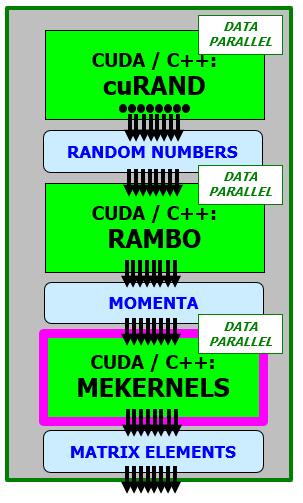 DATA
PARALLEL
CUDA / C++:
cuRAND
RANDOM NUMBERS
DATA
PARALLEL
CUDA / C++:
RAMBO
MOMENTA
DATA
PARALLEL
CUDA / C++:
MEKERNELS
MATRIX ELEMENTS